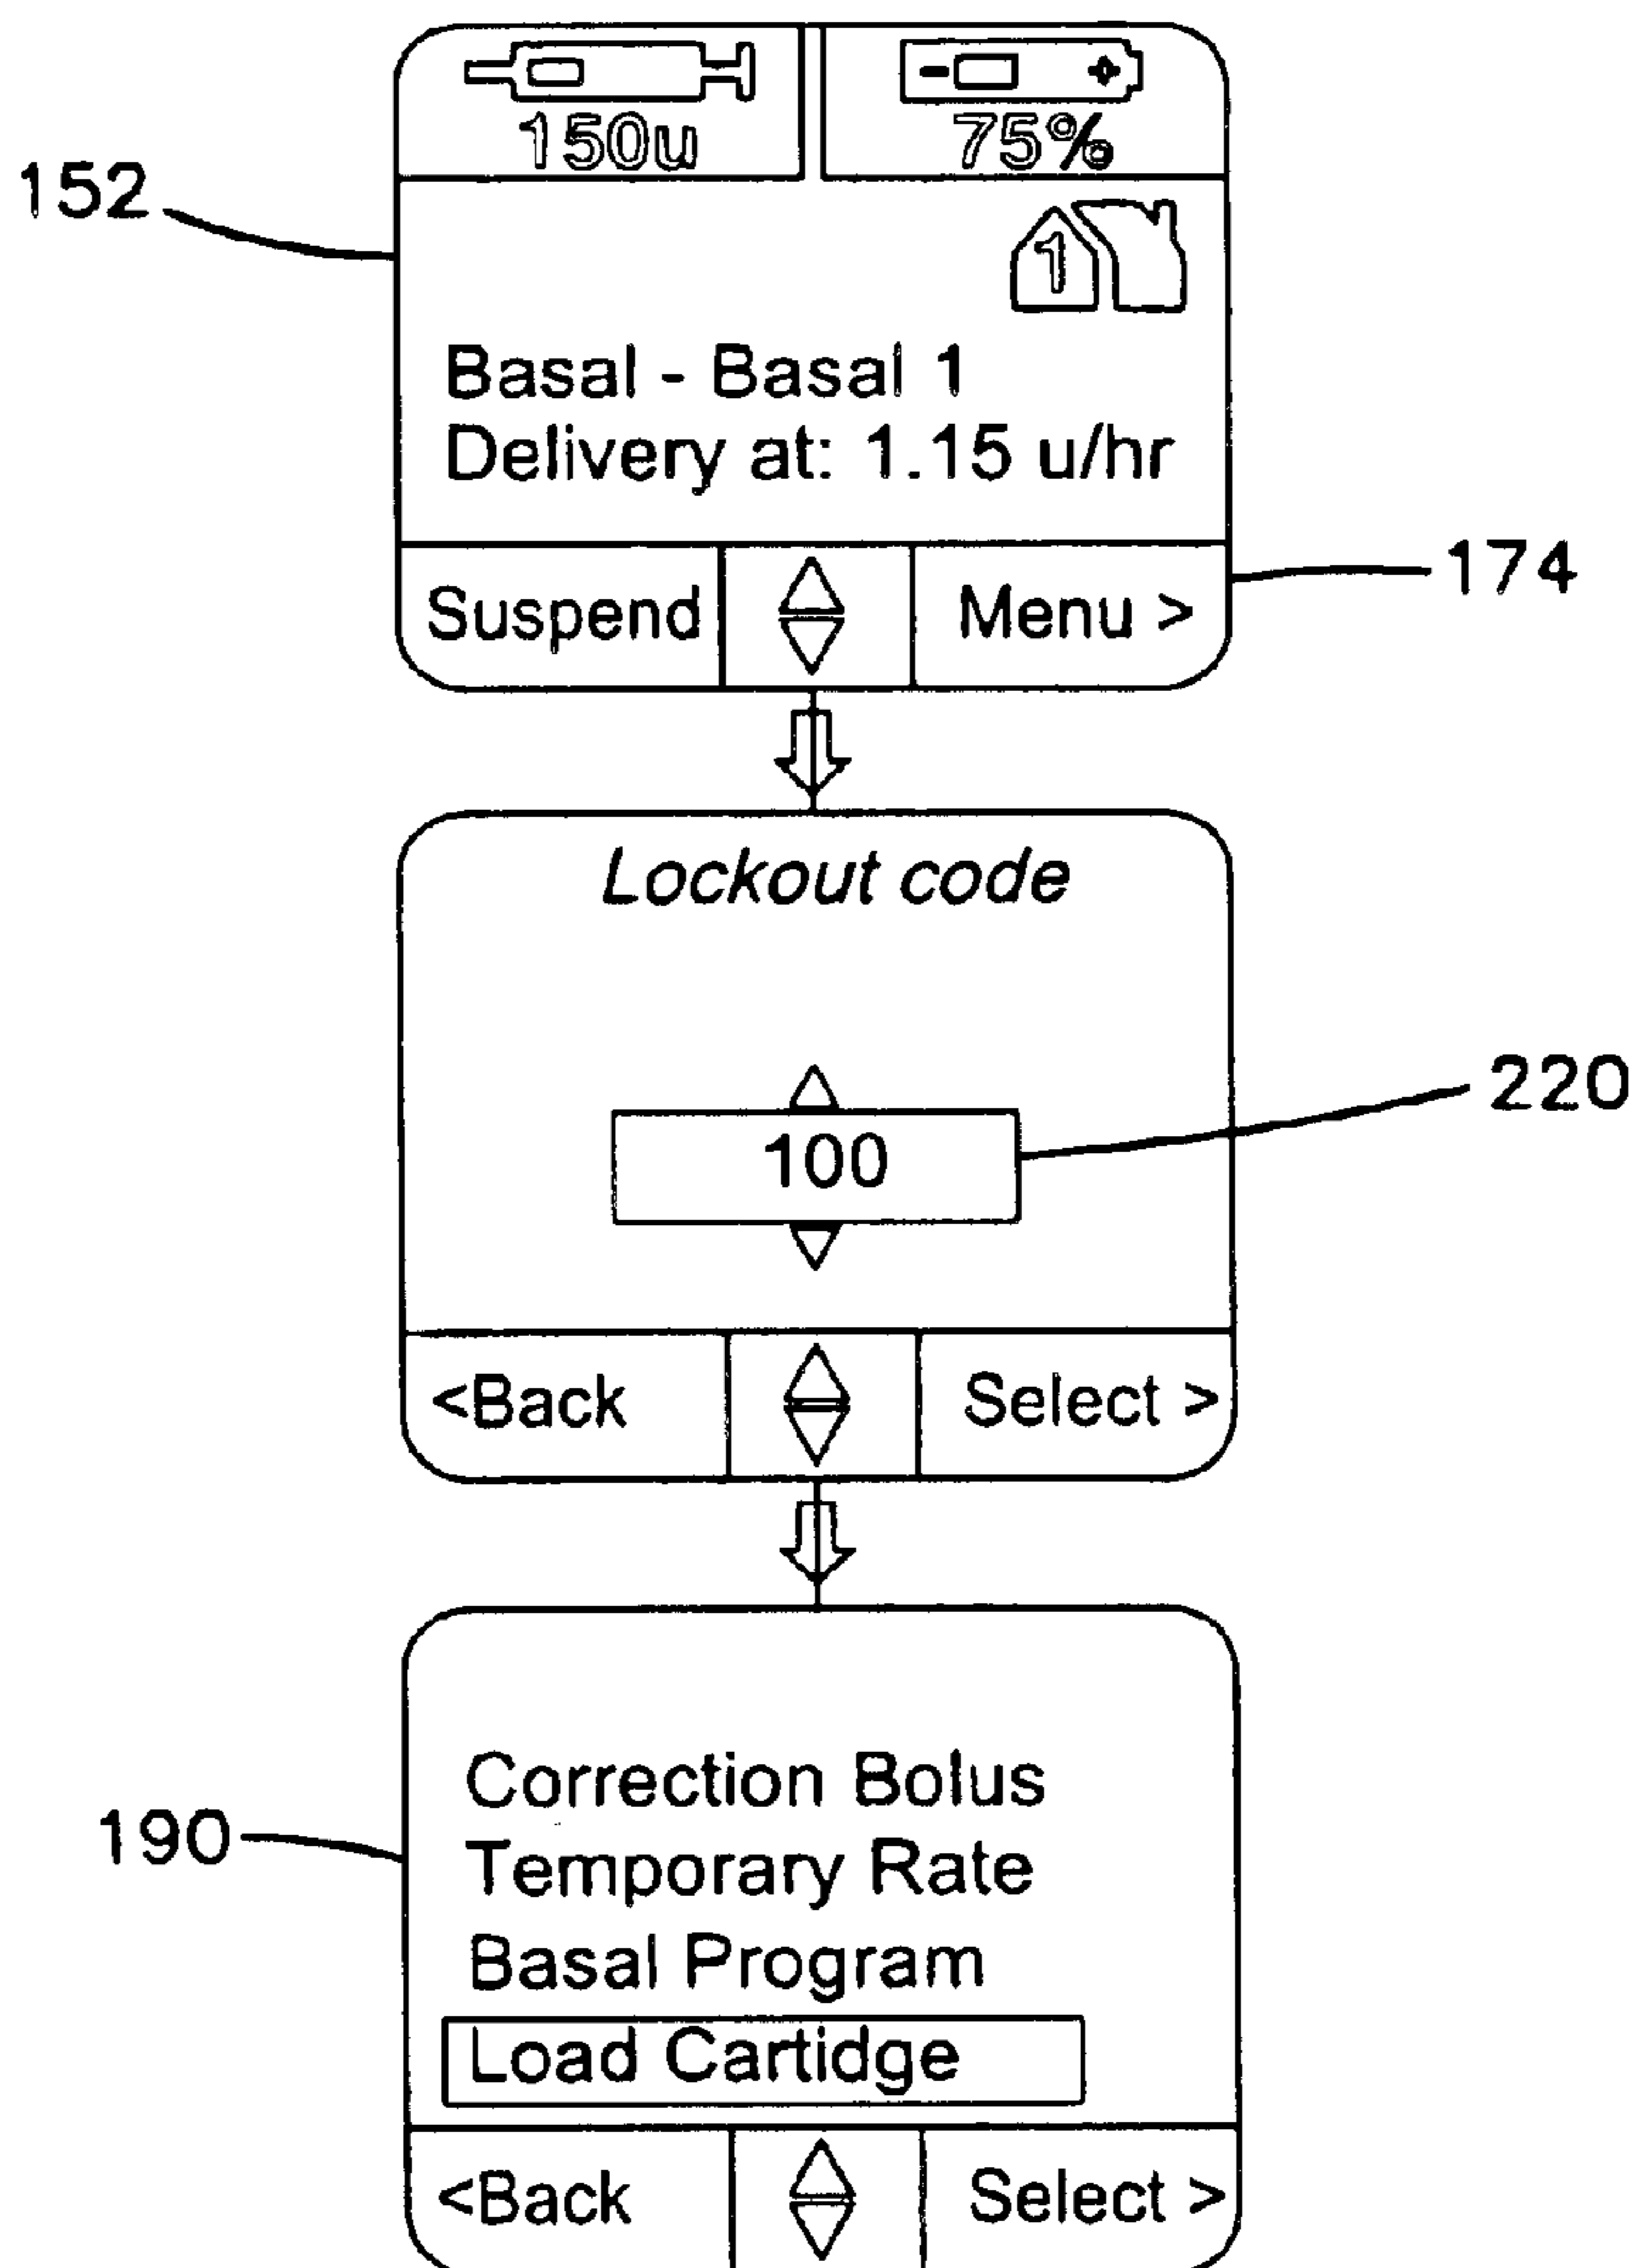 150u 75%
152
1
Basal - Basal 1
Delivery at: 1.15 u/hr
Suspend Menu > 174
Lockout code
220
100
<Back Select >
Correction Bolus
190
Temporary Rate
Basal Program
Load Cartidge
<Back Select >